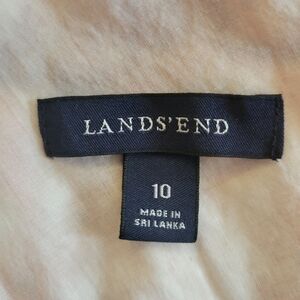 LANDS' END
10
MADE IN
SRI LANKA